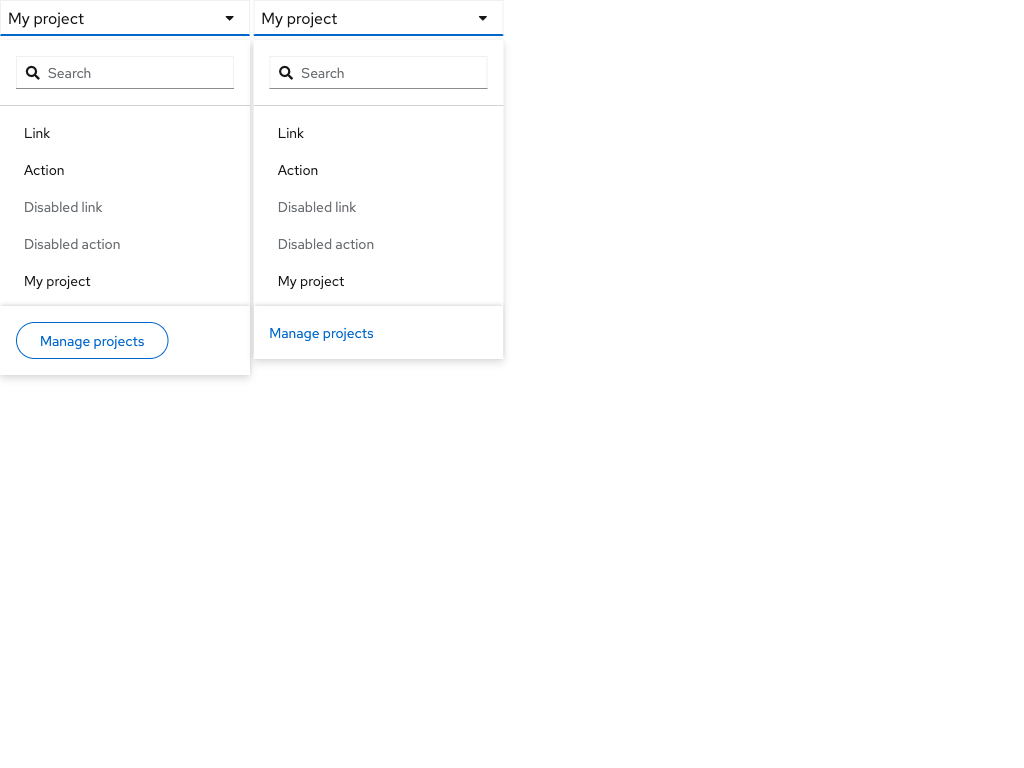 My project
Search
Link
Action
Disabled link
Disabled action
My project
Manage projects
My project
Search
Link
Action
Disabled link
Disabled action
My project
Manage projects